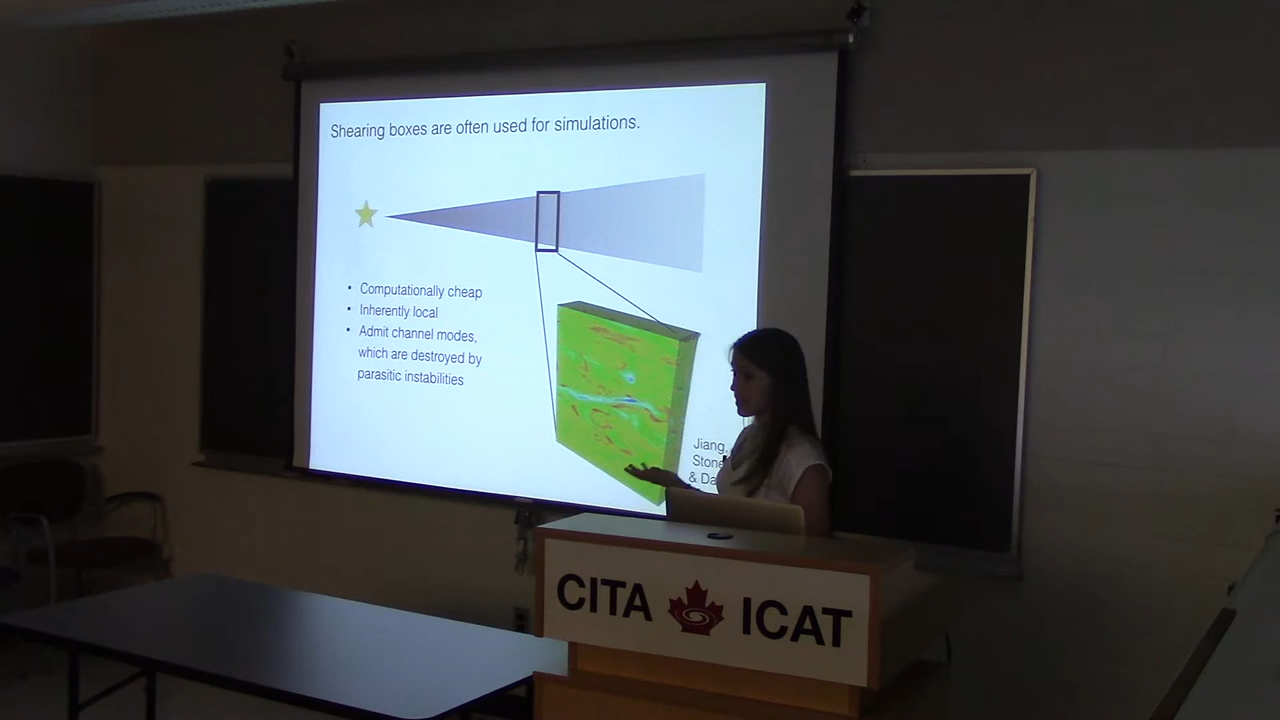 Shearing boxes are often used for simulations.
• Computationally cheap
• Inherently local
• Admit channel modes,
which are destroyed by
parasitic instabilities
Jiang,
Stone
&
CITA ICAT